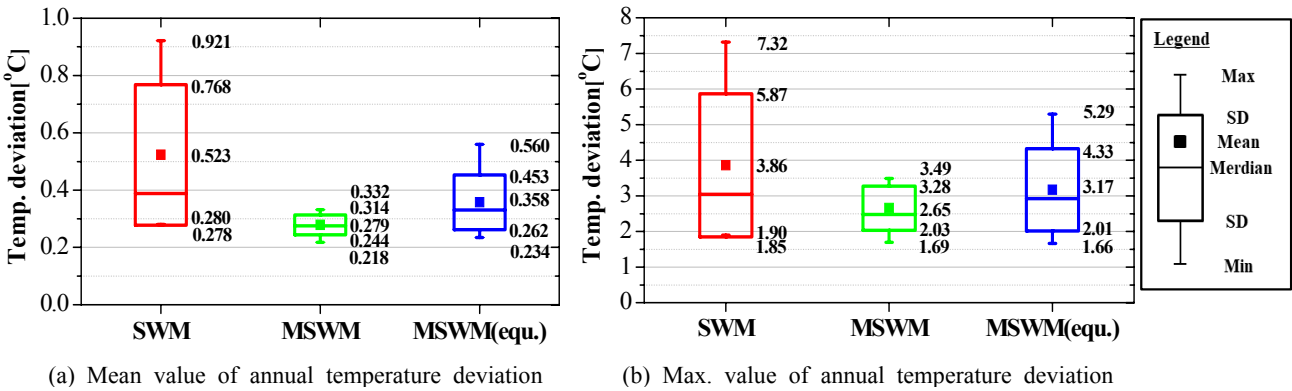 Temp. deviation[°C]
1.0
0.8
0.6
0.4
0.2
0.0
0.921
0.768
0.523
0.280
0.278
0.332
0.314
0.279
0.244
0.218
0.560
0.453
0.358
0.262
0.234
SWM
MSWM
MSWM(equ.)
(a) Mean value of annual temperature deviation
Temp. deviation[°C]
8
7
6
5
4
3
2
1
0
7.32
5.87
3.86
1.90
1.85
3.49
3.28
2.65
2.03
1.69
5.29
4.33
3.17
2.01
1.66
SWM
MSWM
MSWM(equ.)
(b) Max. value of annual temperature deviation
Legend
Max
SD
Mean
Merdian
SD
Min